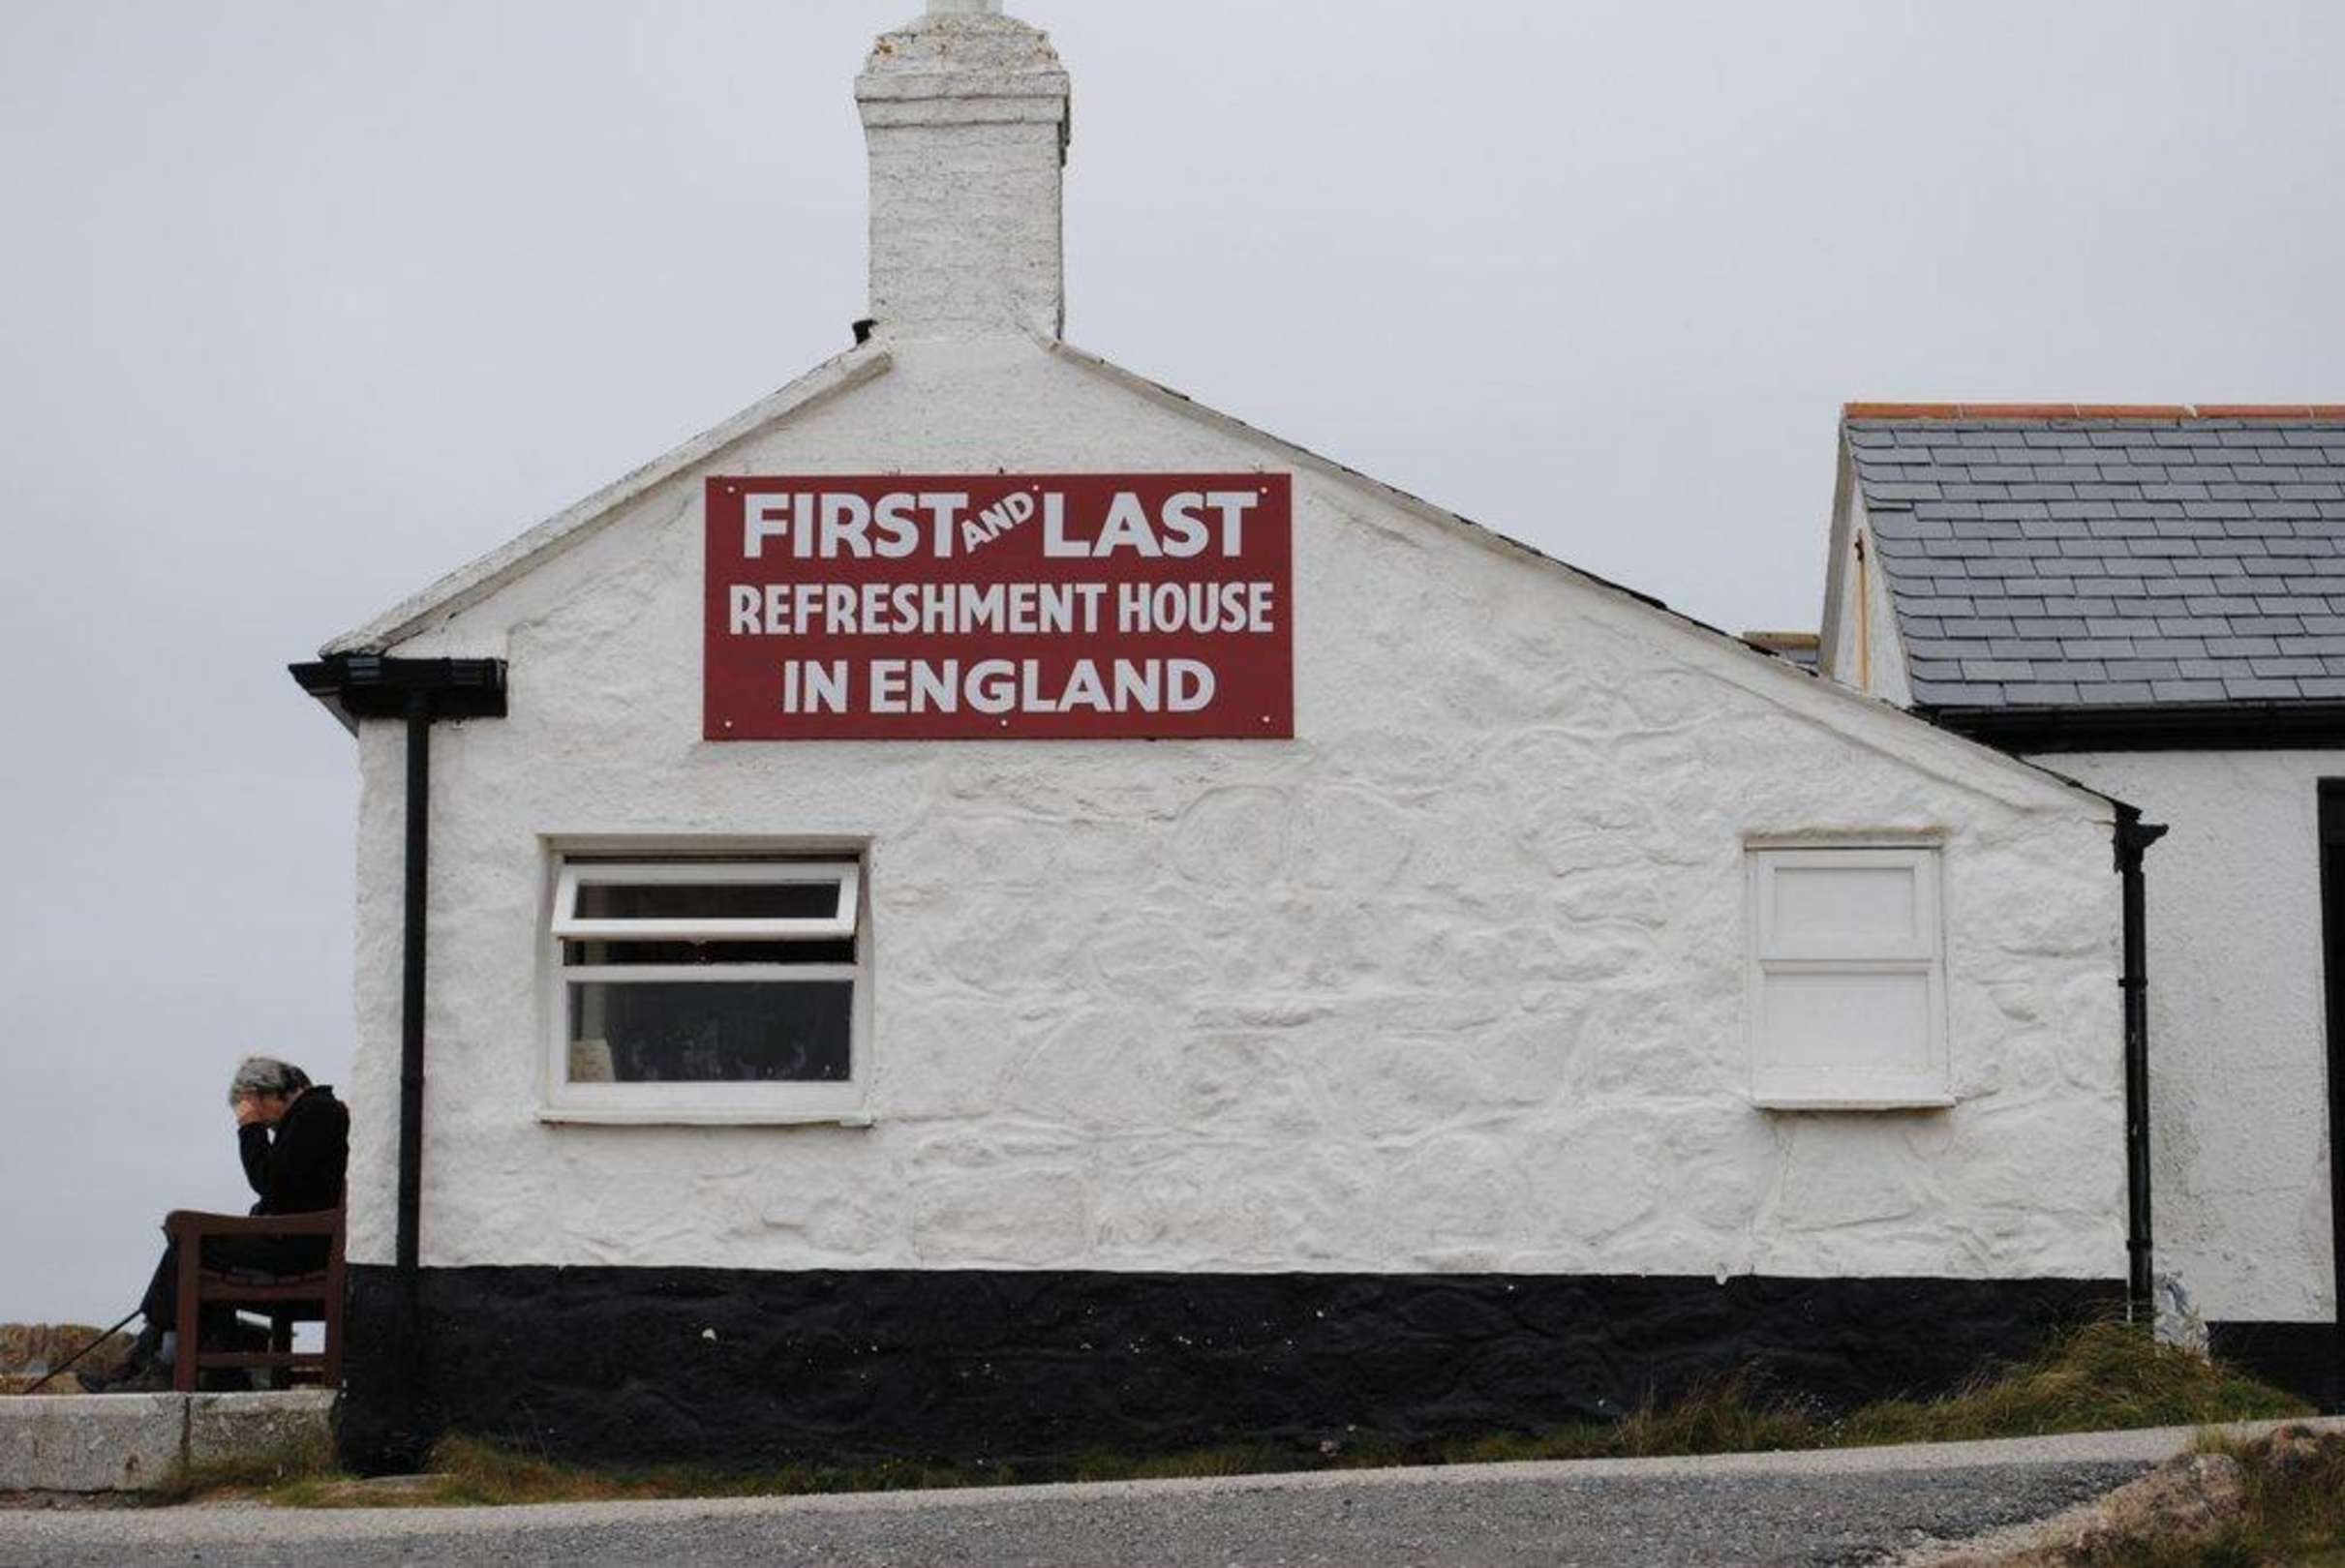 FIRST AND LAST
REFRESHMENT HOUSE
IN ENGLAND